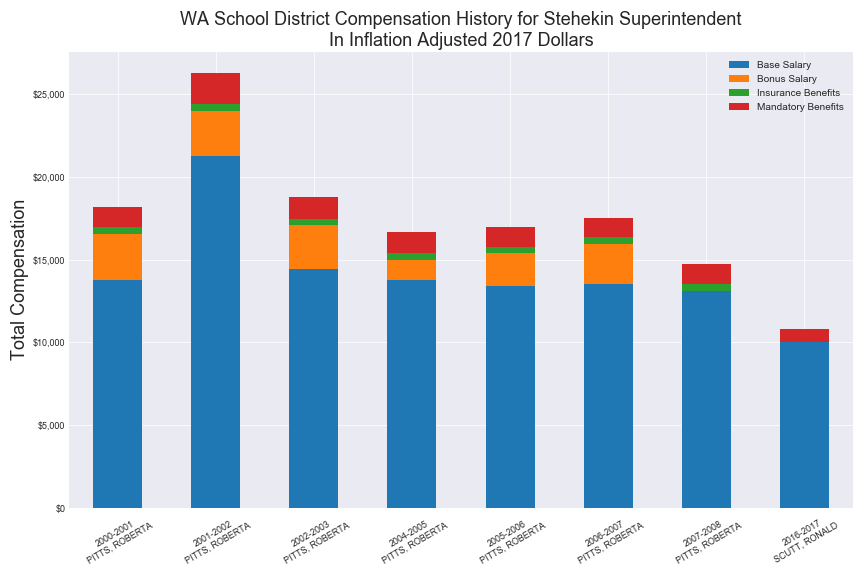 WA School District Compensation History for Stehekin Superintendent
In Inflation Adjusted 2017 Dollars
Base Salary
Bonus Salary
Insurance Benefits
Mandatory Benefits
Total Compensation
$25,000
$20,000
$15,000
$10,000
$5,000
$0
2000-2001
PITTS, ROBERTA
2001-2002
PITTS, ROBERTA
2002-2003
PITTS, ROBERTA
2004-2005
PITTS, ROBERTA
2005-2006
PITTS, ROBERTA
2006-2007
PITTS, ROBERTA
2007-2008
PITTS, ROBERTA
2016-2017
SCUTT, RONALD